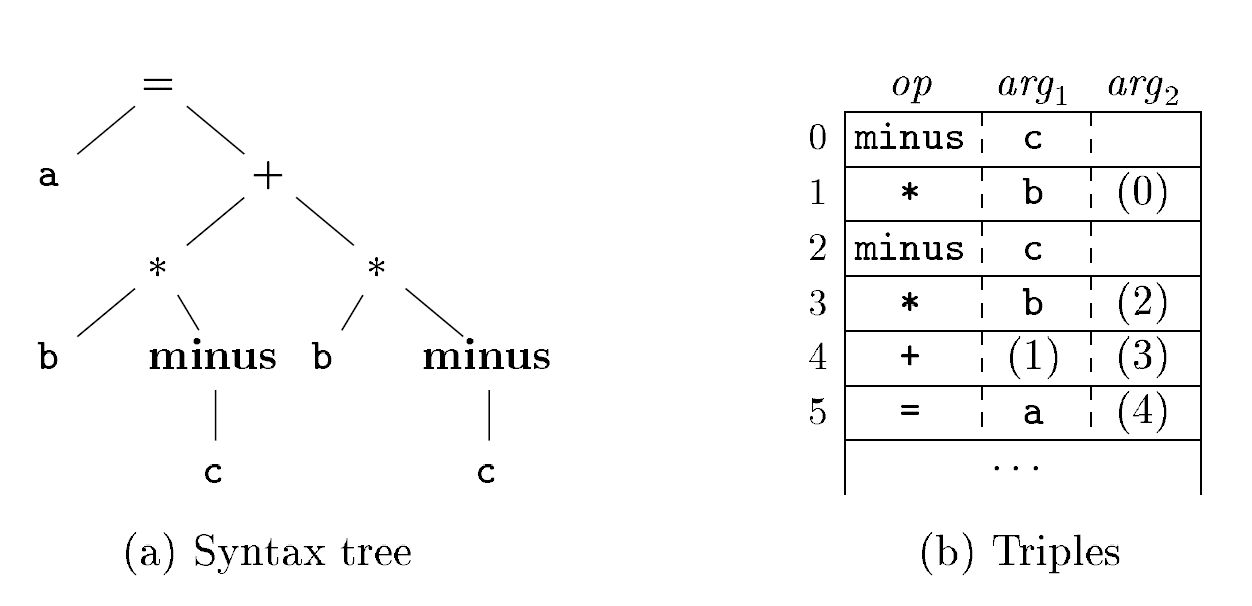 =
a +
* *
b minus b minus
c c
(a) Syntax tree
op arg1 arg2
0 minus c
1 * b (0)
2 minus c
3 * b (2)
4 + (1) (3)
5 = a (4)
...
(b) Triples